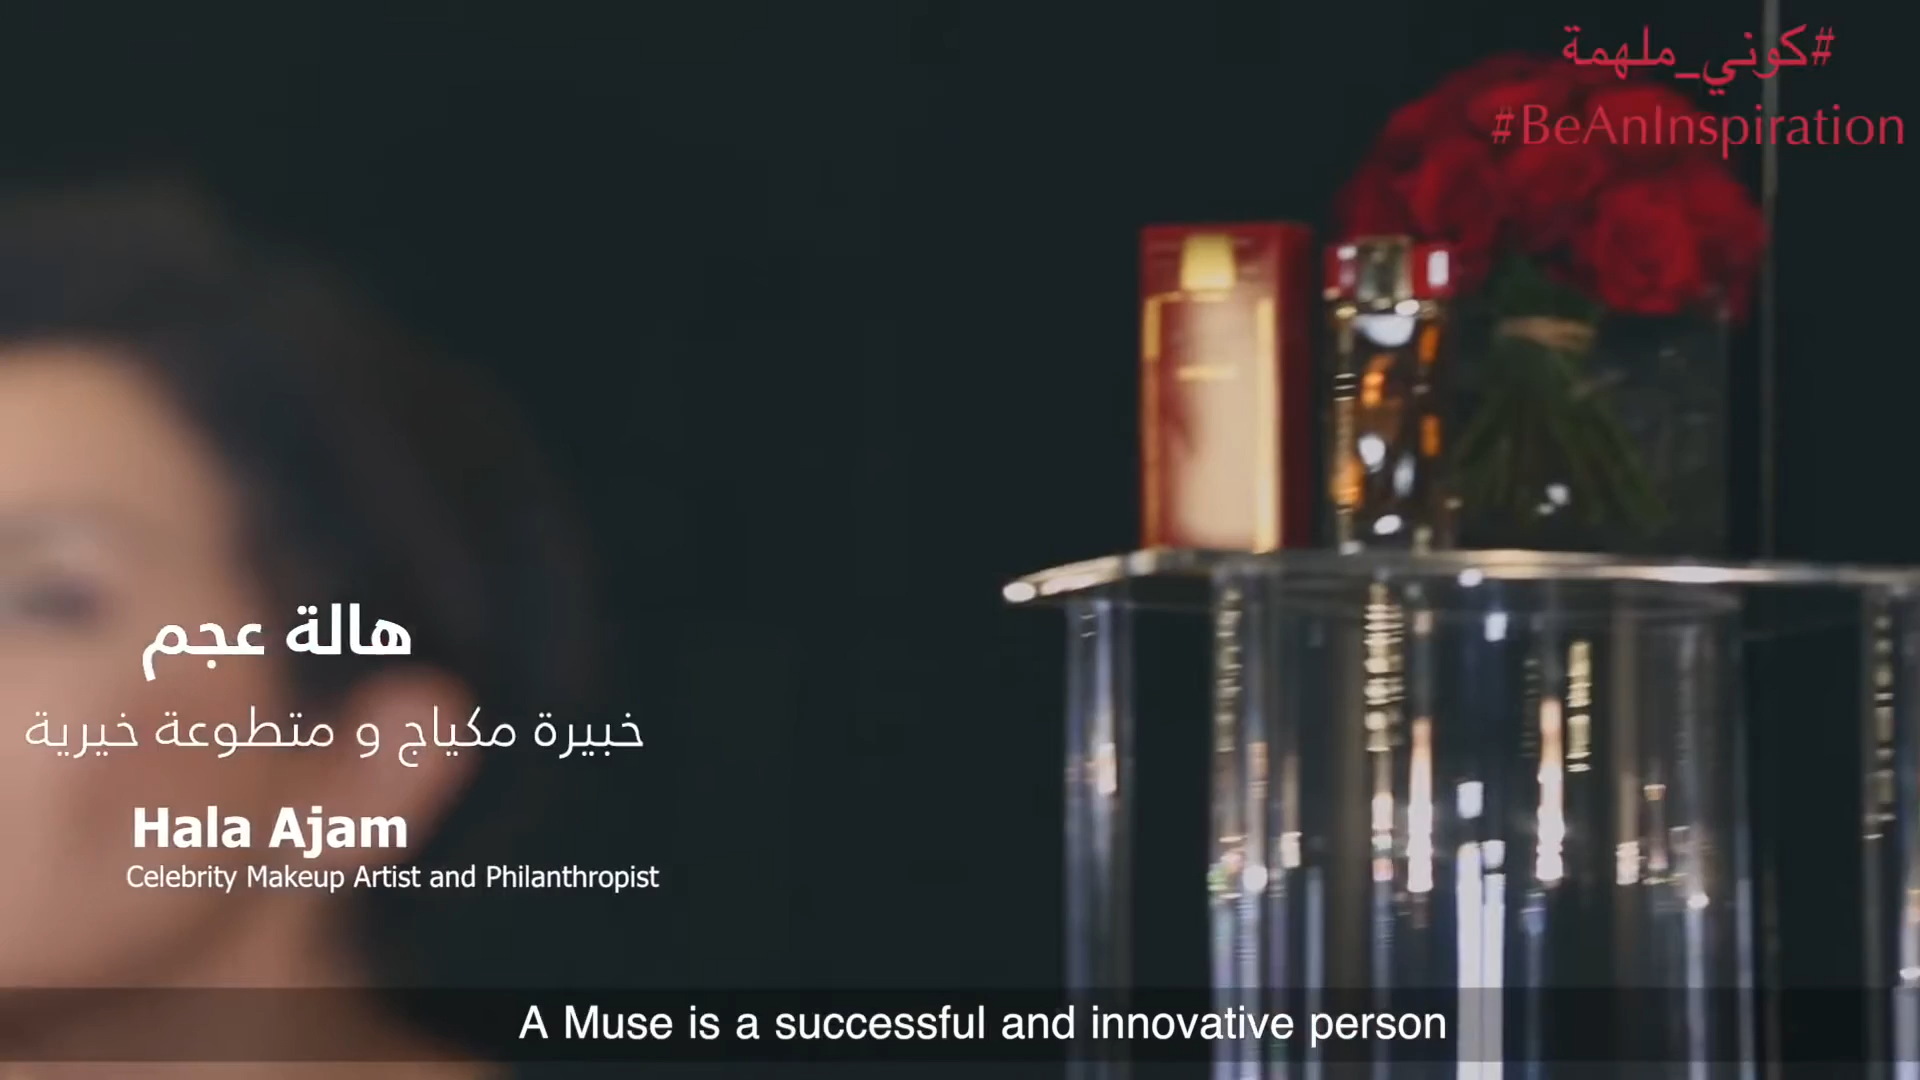 #كوني_ملهمة
#BeAnInspiration
هالة عجم
خبيرة مكياج و متطوعة خيرية
Hala Ajam
Celebrity Makeup Artist and Philanthropist
A Muse is a successful and innovative person